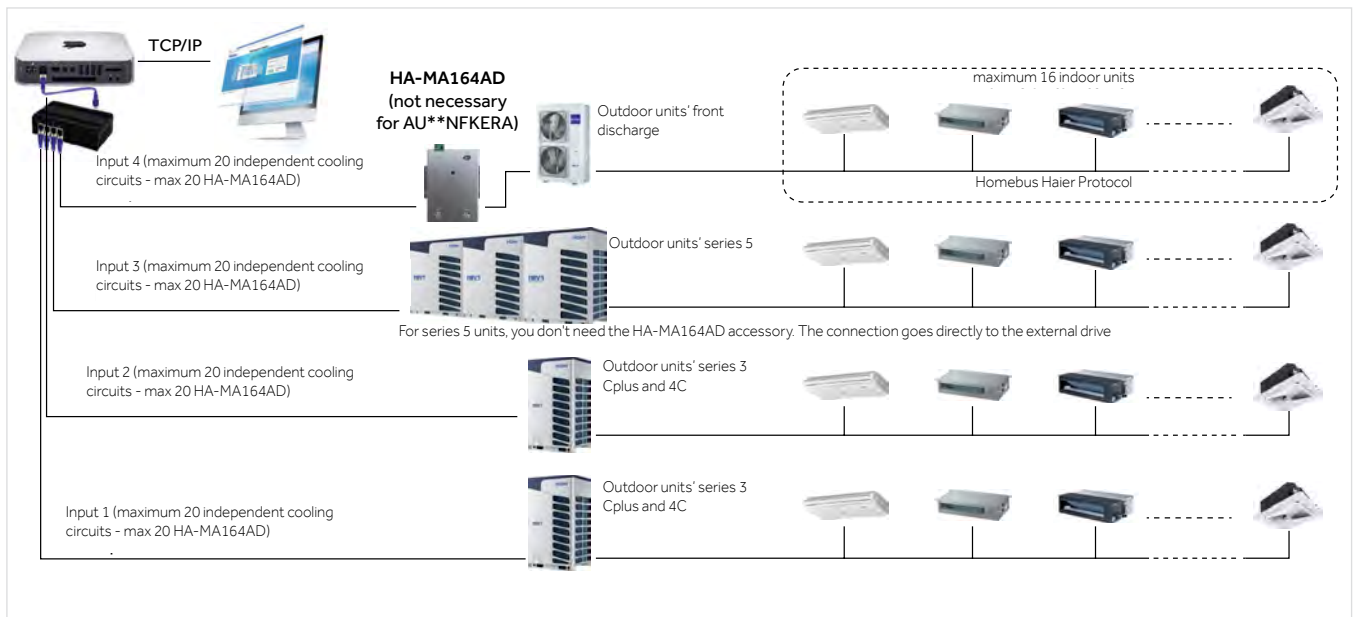 TCP/IP
HA-MA164AD
(not necessary
for AU**NFKERA)
Outdoor units' front
discharge
maximum 16 indoor units
Homebus Haier Protocol
Input 4 (maximum 20 independent cooling
circuits - max 20 HA-MA164AD)
Outdoor units' series 5
Input 3 (maximum 20 independent cooling
circuits - max 20 HA-MA164AD)
For series 5 units, you don't need the HA-MA164AD accessory. The connection goes directly to the external drive
Input 2 (maximum 20 independent cooling
circuits - max 20 HA-MA164AD)
Outdoor units' series 3
Cplus and 4C
Outdoor units' series 3
Cplus and 4C
Input 1 (maximum 20 independent cooling
circuits - max 20 HA-MA164AD)